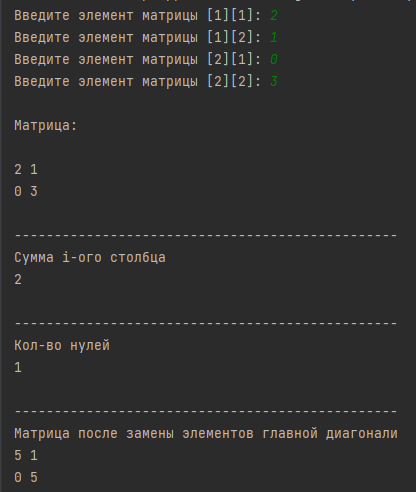 Введите элемент матрицы [1][1]: 2
Введите элемент матрицы [1][2]: 1
Введите элемент матрицы [2][1]: 0
Введите элемент матрицы [2][2]: 3
Матрица:
2 1
0 3
------------------------------------------------
Сумма i-ого столбца
2
------------------------------------------------
Кол-во нулей
1
------------------------------------------------
Матрица после замены элементов главной диагонали
5 1
0 5